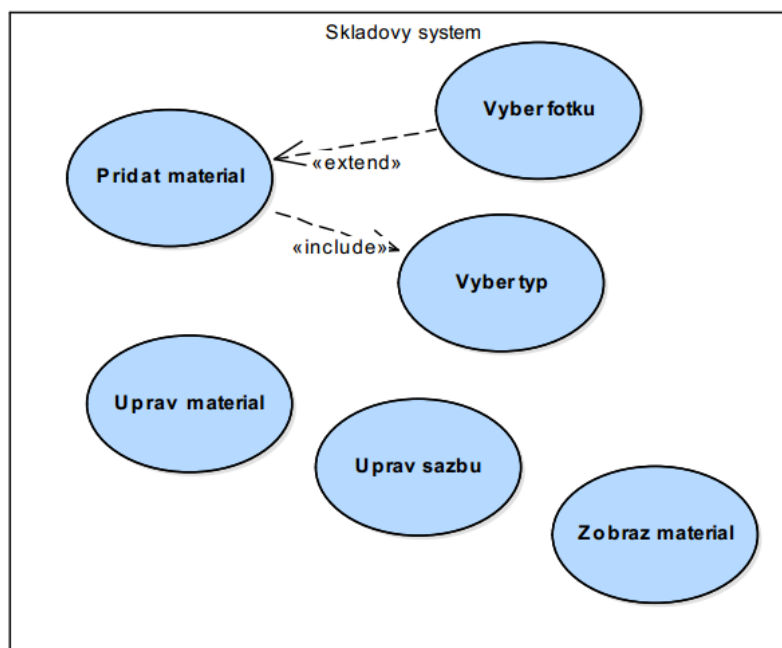 Skladovy system
Vyber fotku
Pridat material
«extend»
«include»
Vyber typ
Uprav material
Uprav sazbu
Zobraz material